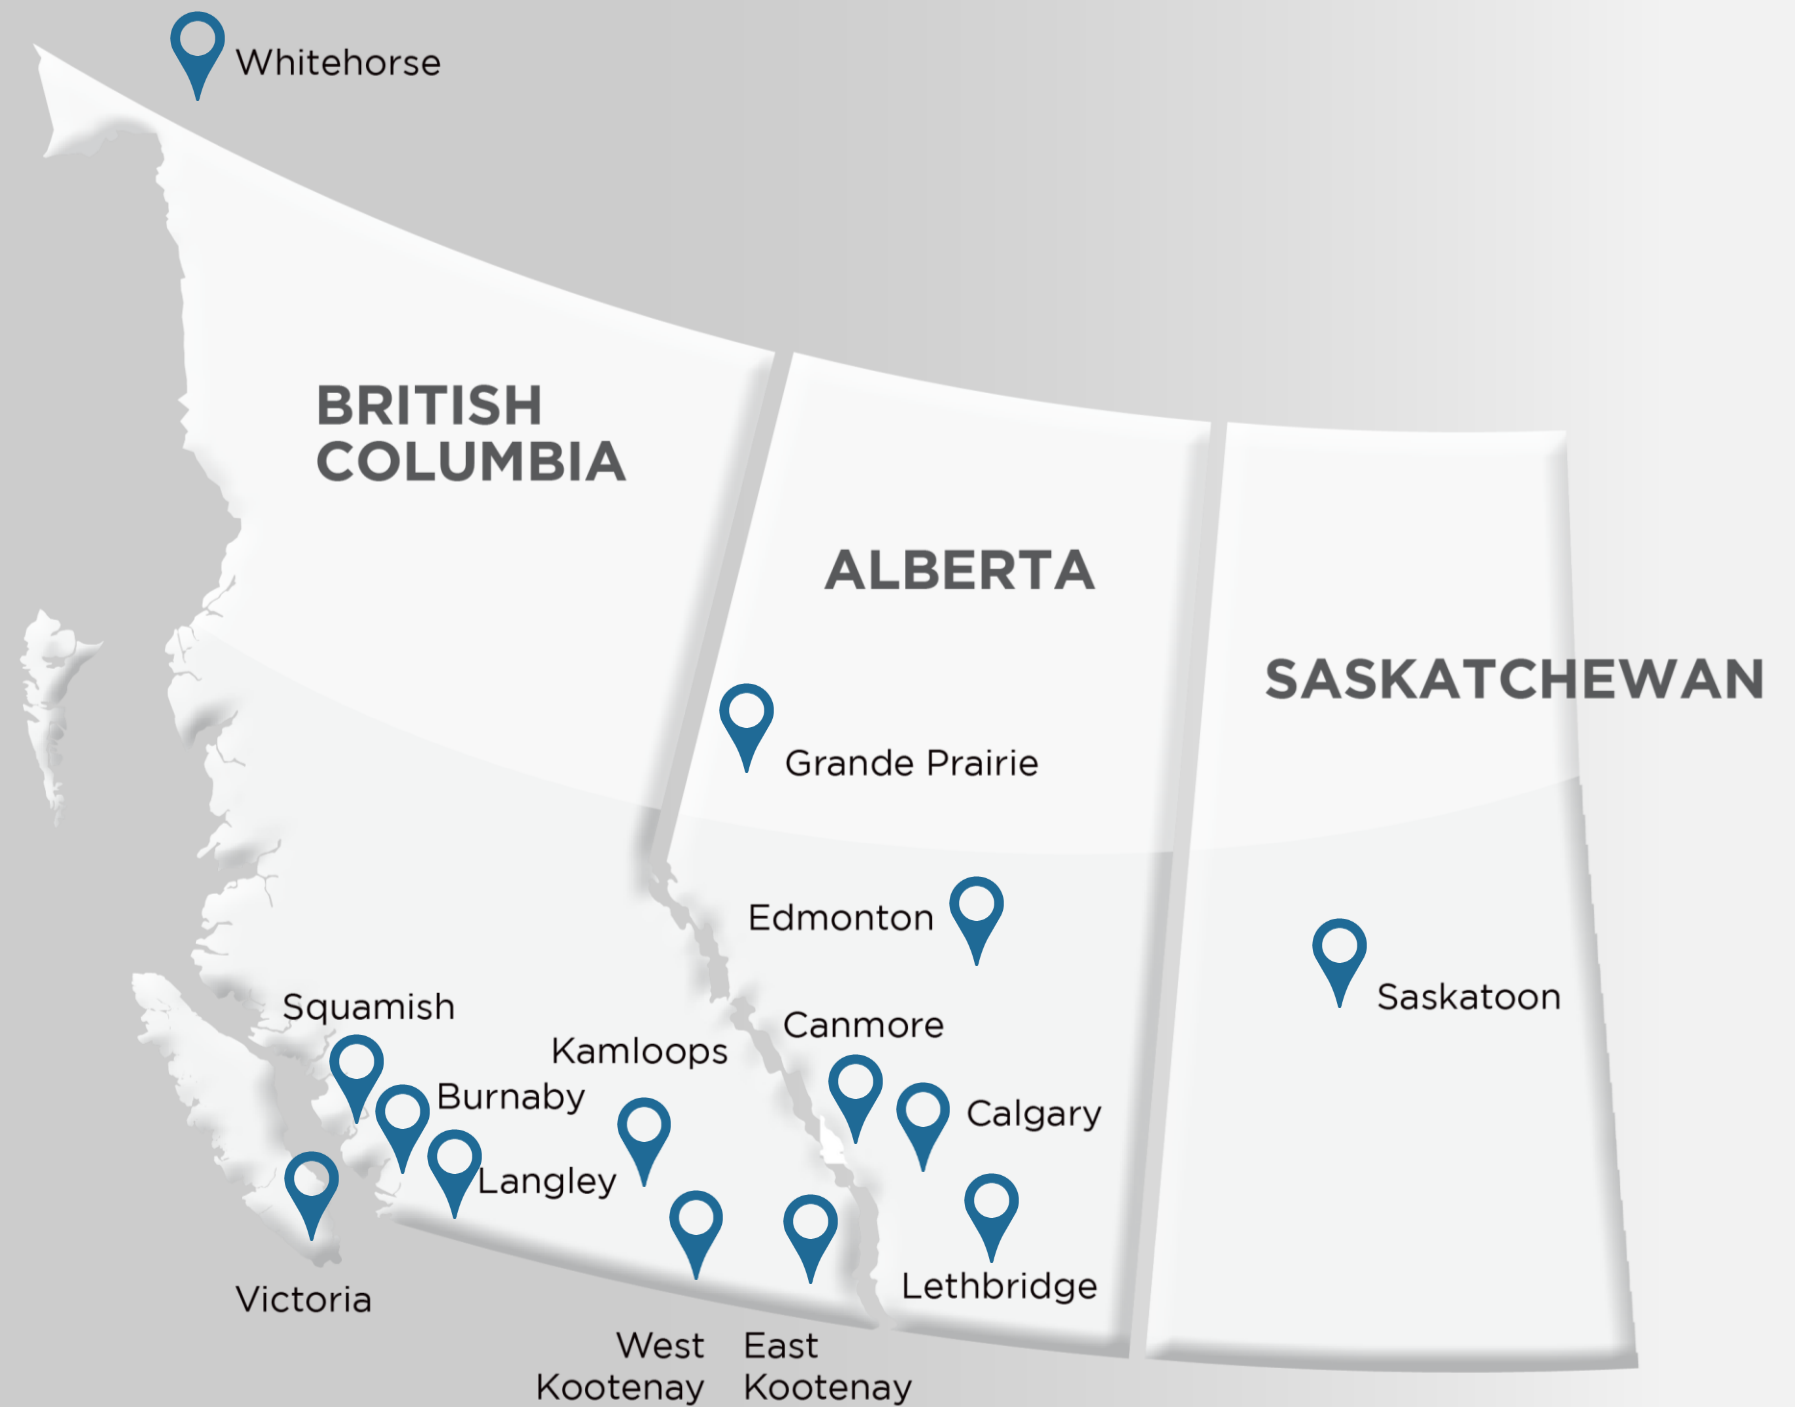 Whitehorse
BRITISH
COLUMBIA
ALBERTA
SASKATCHEWAN
Grande Prairie
Edmonton
Saskatoon
Squamish
Canmore
Kamloops
Burnaby
Calgary
Langley
Lethbridge
Victoria
West
Kootenay
East
Kootenay